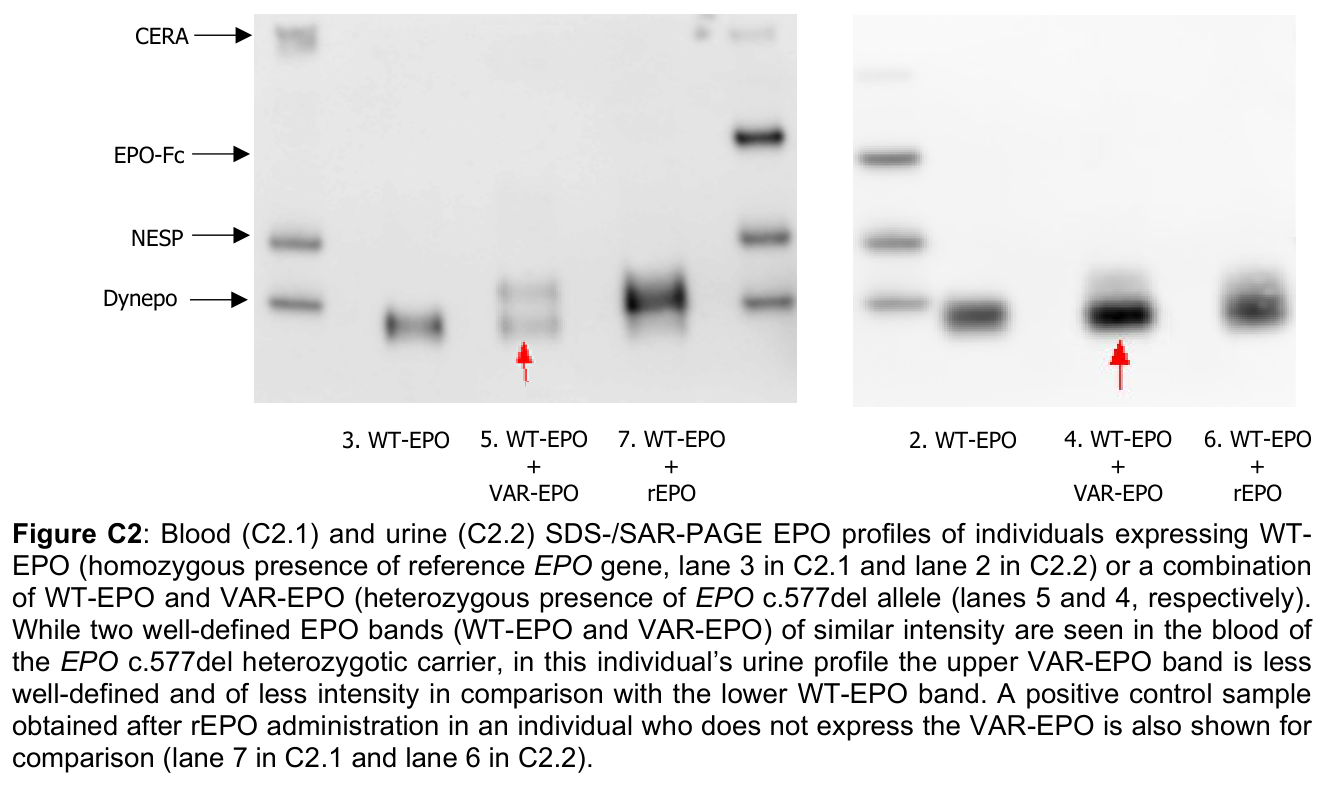 CERA
EPO-Fc
NESP
Dynepo
3. WT-EPO
5. WT-EPO
+
VAR-EPO
7. WT-EPO
+
rEPO
2. WT-EPO
4. WT-EPO
+
VAR-EPO
6. WT-EPO
+
rEPO
Figure C2: Blood (C2.1) and urine (C2.2) SDS-/SAR-PAGE EPO profiles of individuals expressing WT-
EPO (homozygous presence of reference EPO gene, lane 3 in C2.1 and lane 2 in C2.2) or a combination
of WT-EPO and VAR-EPO (heterozygous presence of EPO c.577del allele (lanes 5 and 4, respectively).
While two well-defined EPO bands (WT-EPO and VAR-EPO) of similar intensity are seen in the blood of
the EPO c.577del heterozygotic carrier, in this individual's urine profile the upper VAR-EPO band is less
well-defined and of less intensity in comparison with the lower WT-EPO band. A positive control sample
obtained after rEPO administration in an individual who does not express the VAR-EPO is also shown for
comparison (lane 7 in C2.1 and lane 6 in C2.2).